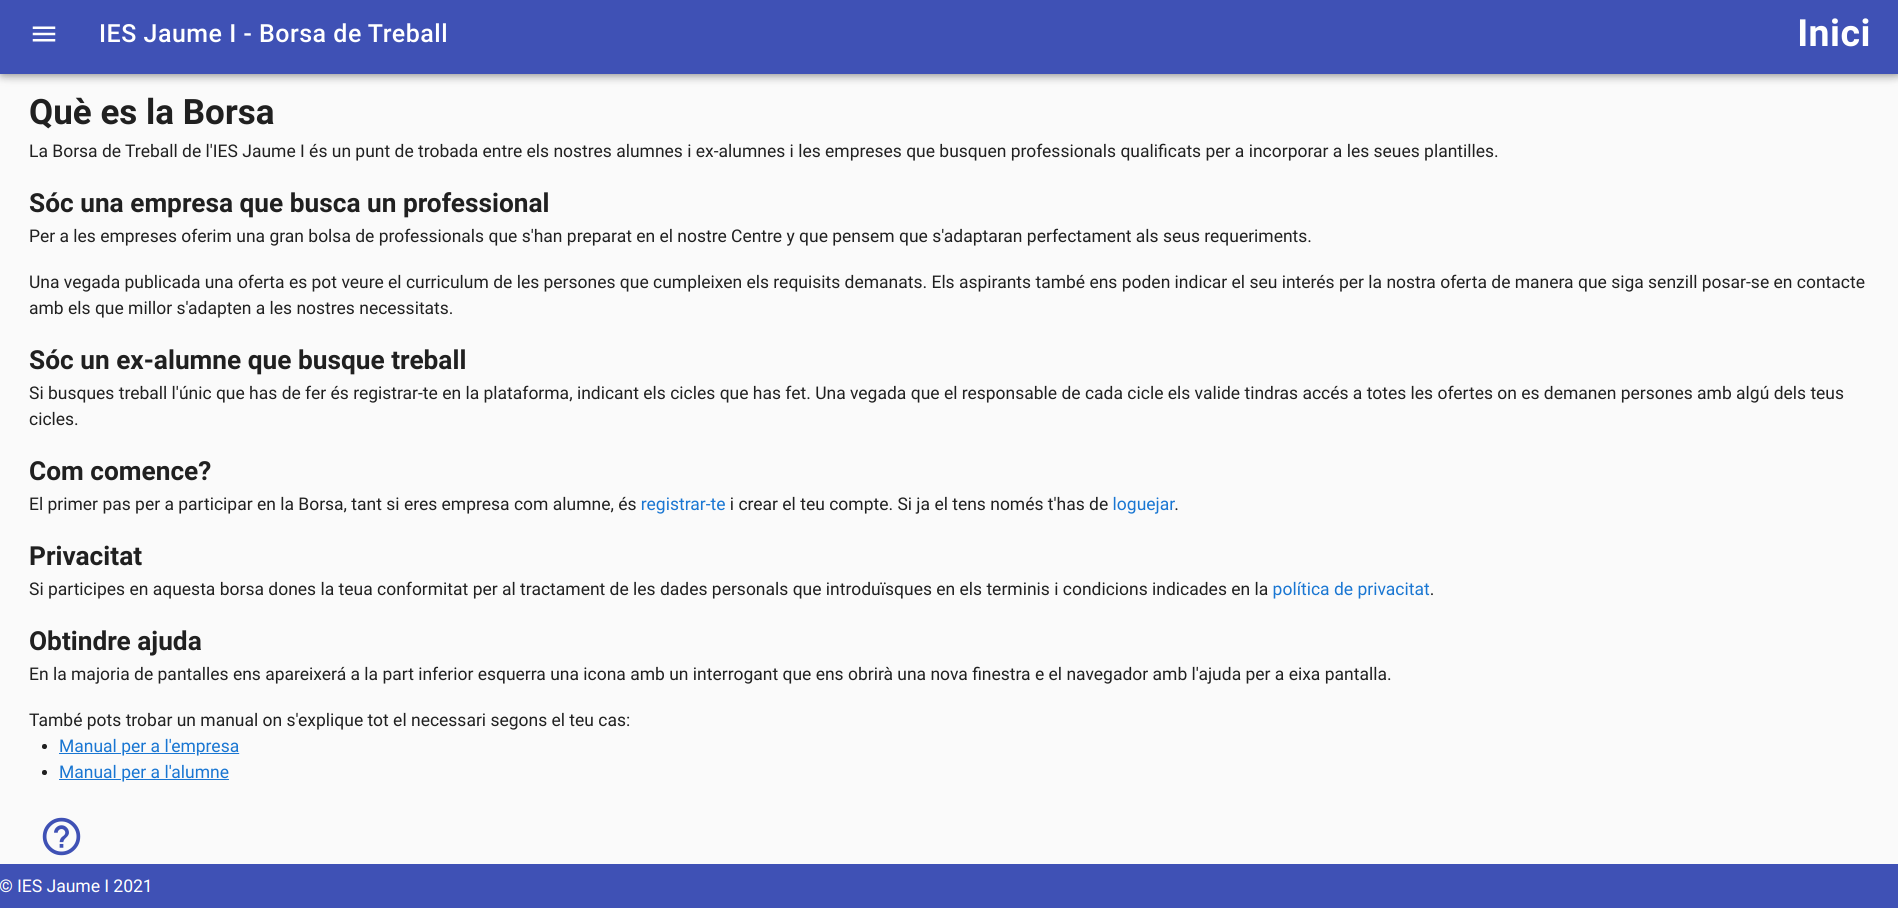 IES Jaume I - Borsa de Treball
Inici
Què es la Borsa
La Borsa de Treball de l'IES Jaume I és un punt de trobada entre els nostres alumnes i ex-alumnes i les empreses que busquen professionals qualificats per a incorporar a les seues plantilles.
Sóc una empresa que busca un professional
Per a les empreses oferim una gran bolsa de professionals que s'han preparat en el nostre Centre y que pensem que s'adaptaran perfectament als seus requeriments.
Una vegada publicada una oferta es pot veure el curriculum de les persones que cumpleixen els requisits demanats. Els aspirants també ens poden indicar el seu interés per la nostra oferta de manera que siga senzill posar-se en contacte
amb els que millor s'adapten a les nostres necessitats.
Sóc un ex-alumne que busque treball
Si busques treball l'únic que has de fer és registrar-te en la plataforma, indicant els cicles que has fet. Una vegada que el responsable de cada cicle els valide tindras accés a totes les ofertes on es demanen persones amb algú dels teus
cicles.
Com comence?
El primer pas per a participar en la Borsa, tant si eres empresa com alumne, és registrar-te i crear el teu compte. Si ja el tens només t'has de loguejar.
Privacitat
Si participes en aquesta borsa dones la teua conformitat per al tractament de les dades personals que introduïsques en els terminis i condicions indicades en la política de privacitat.
Obtindre ajuda
En la majoria de pantalles ens apareixerá a la part inferior esquerra una icona amb un interrogant que ens obrirà una nova finestra e el navegador amb l'ajuda per a eixa pantalla.
També pots trobar un manual on s'explique tot el necessari segons el teu cas:
• Manual per a l'empresa
• Manual per a l'alumne
?
© IES Jaume I 2021